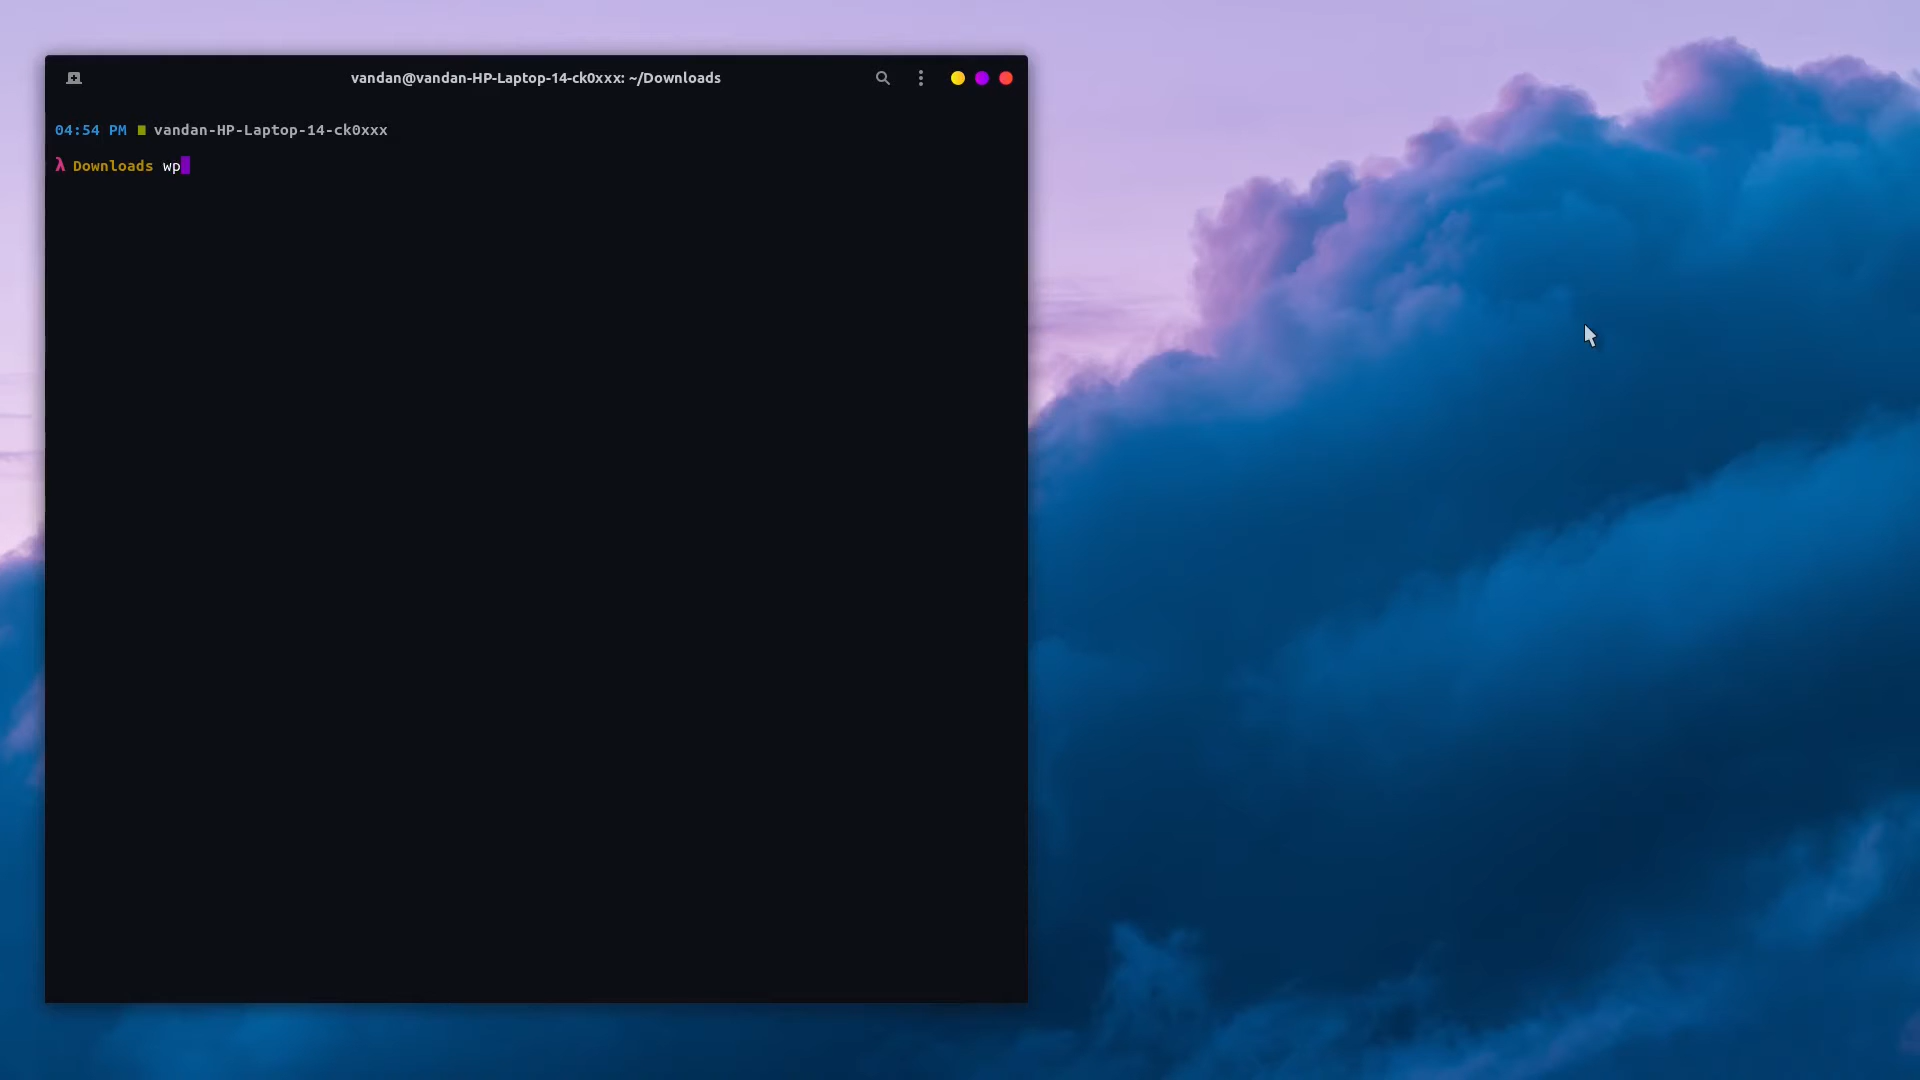 vandan@vandan-HP-Laptop-14-ck0xxx: ~/Downloads
04:54 PM vandan-HP-Laptop-14-ck0xxx
λ Downloads wp